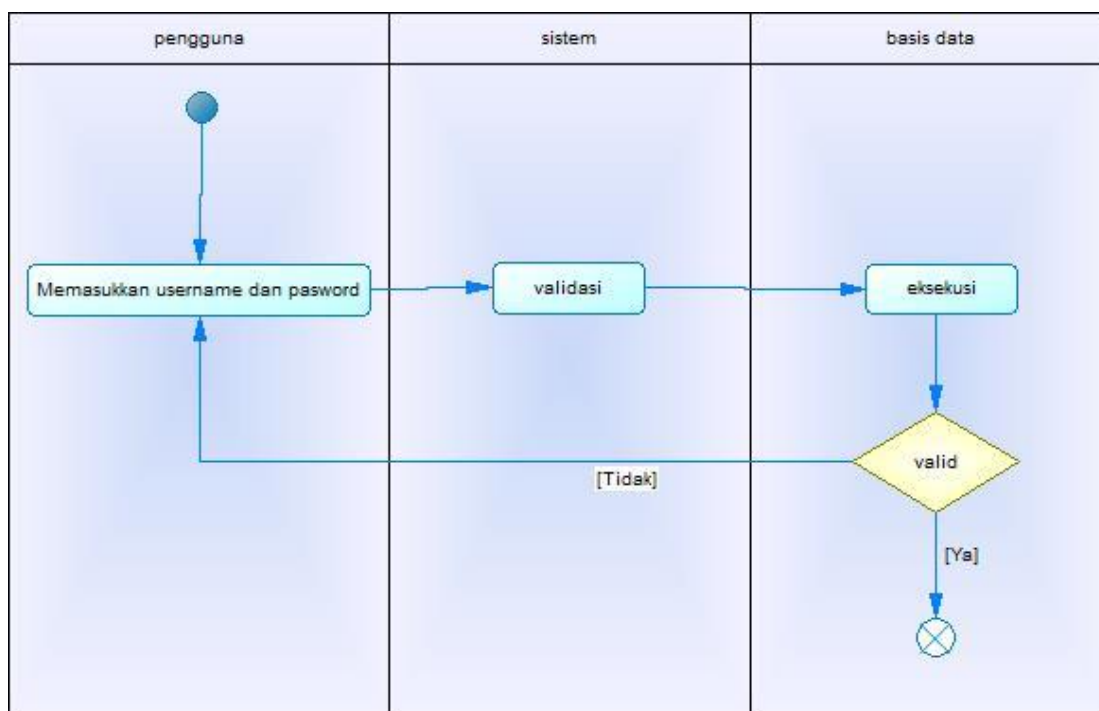 pengguna
sistem
basis data
Memasukkan username dan pasword
validasi
eksekusi
valid
[Tidak]
[Ya]